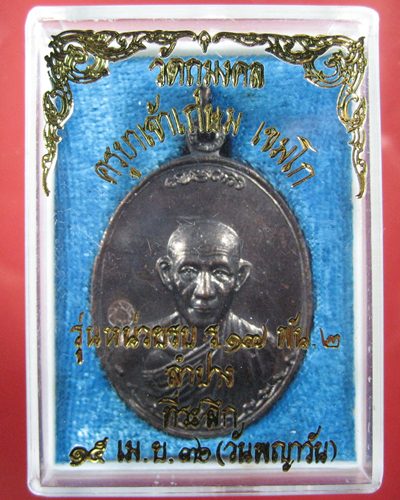 วัตถุมงคล
ครูบาเจ้าเกษม เขมโก
รุ่นหน่วยรบ ร.๑๗ พัน.๒
ลำปาง
ที่ระลึก
๑๕ เม.ย.๓๖ (วันพญาวัน)